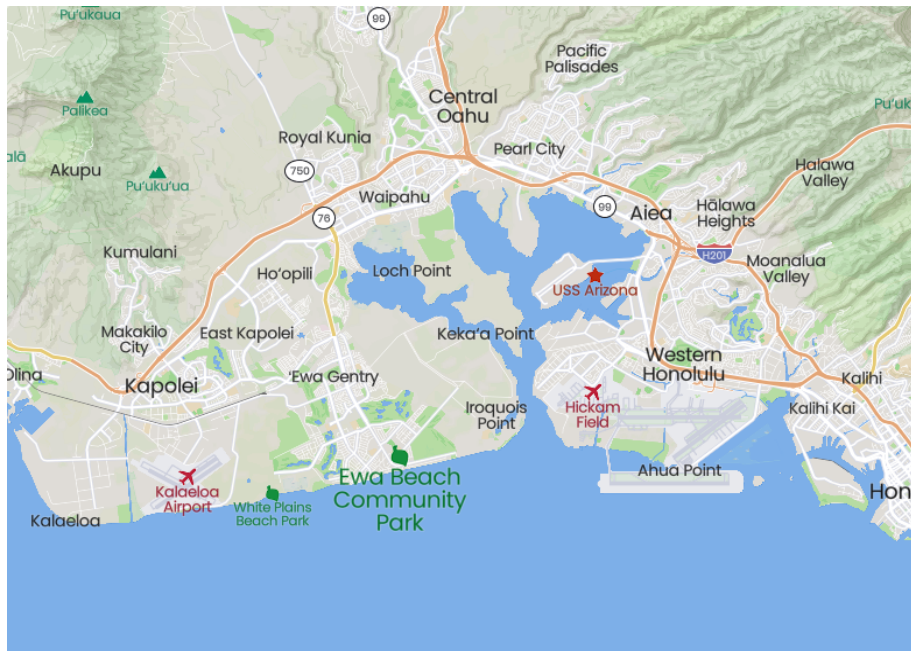 Pu'ukaua
99
Pacific
Palisades
Central
Oahu
Palikea
Pu'uk
Royal Kunia
Pearl City
alā
Akupu
750
Pu'uku'ua
Halawa
Valley
Waipahu
99
Aiea
Hālawa
Heights
76
Kumulani
H201
Moanalua
Valley
Ho'opili
Loch Point
USS Arizona
Makakilo
City
East Kapolei
Keka'a Point
Western
Honolulu
Olina
Kapolei
'Ewa Gentry
Kalihi
Iroquois
Point
Hickam
Field
Kalihi Kai
Ewa Beach
Community
Park
Ahua Point
Kalaeloa
Airport
White Plains
Beach Park
Hon
Kalaeloa